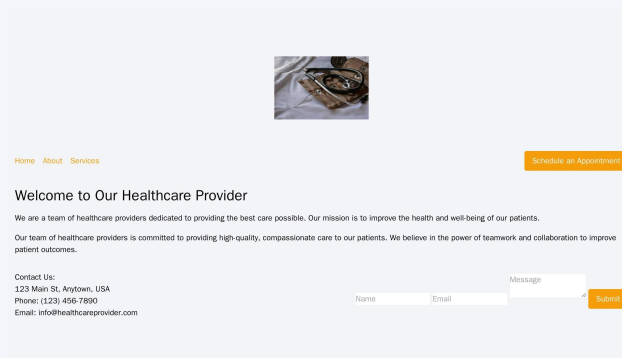 Home About Services
Schedule an Appointment
Welcome to Our Healthcare Provider
We are a team of healthcare providers dedicated to providing the best care possible. Our mission is to improve the health and well-being of our patients.
Our team of healthcare providers is committed to providing high-quality, compassionate care to our patients. We believe in the power of teamwork and collaboration to improve
patient outcomes.
Contact Us:
123 Main St, Anytown, USA
Phone: (123) 456-7890
Email: info@healthcareprovider.com
Name Email Message Submit